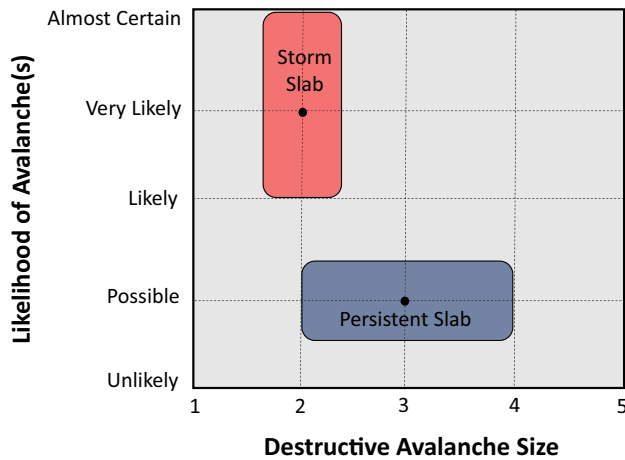 Likelihood of Avalanche(s)
Almost Certain
Very Likely
Likely
Possible
Unlikely
Storm
Slab
Persistent Slab
1
2
3
4
5
Destructive Avalanche Size